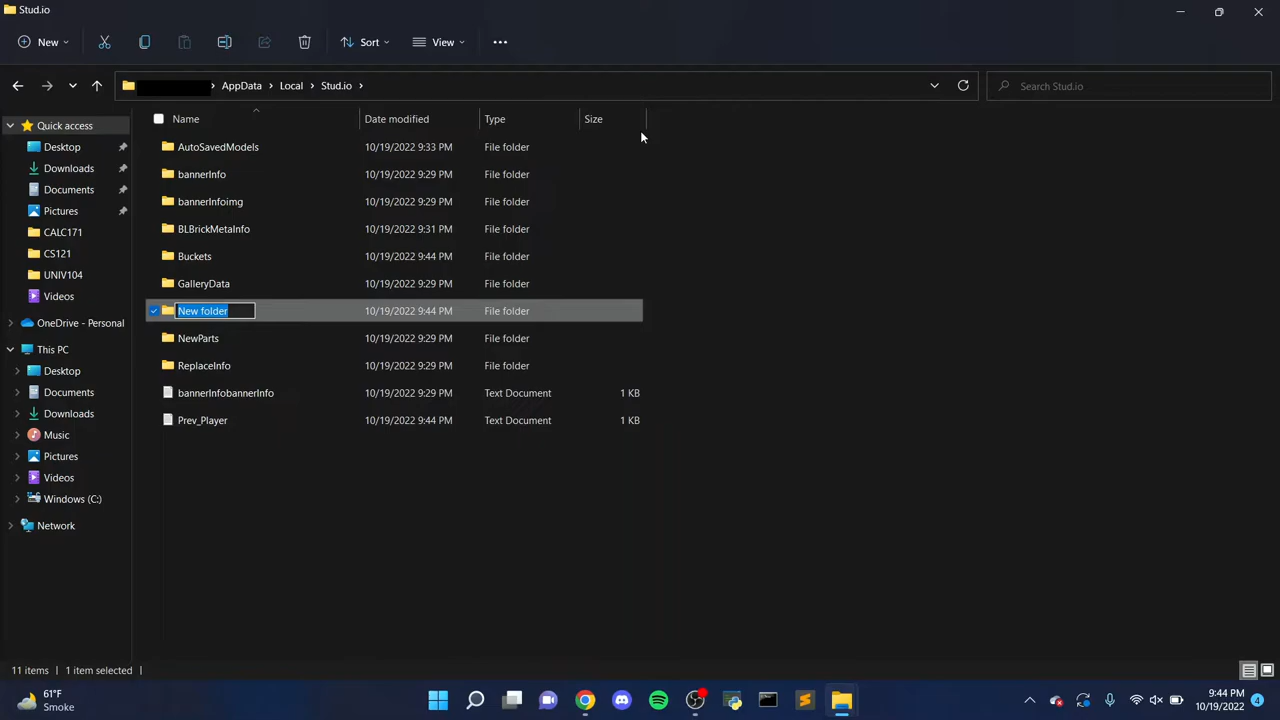 Stud.io
New
Sort
View
AppData
Local
Stud.io
Search Stud.io
Name
Date modified
Type
Size
Quick access
Desktop
Downloads
Documents
Pictures
CALC171
CS121
UNIV104
Videos
OneDrive - Personal
This PC
Desktop
Documents
Downloads
Music
Pictures
Videos
Windows (C:)
Network
AutoSavedModels 10/19/2022 9:33 PM File folder
bannerInfo 10/19/2022 9:29 PM File folder
bannerInfoimg 10/19/2022 9:29 PM File folder
BLBrickMetaInfo 10/19/2022 9:31 PM File folder
Buckets 10/19/2022 9:44 PM File folder
GalleryData 10/19/2022 9:29 PM File folder
New folder 10/19/2022 9:44 PM File folder
NewParts 10/19/2022 9:29 PM File folder
ReplaceInfo 10/19/2022 9:29 PM File folder
bannerInfobannerInfo 10/19/2022 9:29 PM Text Document 1 KB
Prev_Player 10/19/2022 9:44 PM Text Document 1 KB
11 items
1 item selected
61°F
Smoke
9:44 PM
10/19/2022
4